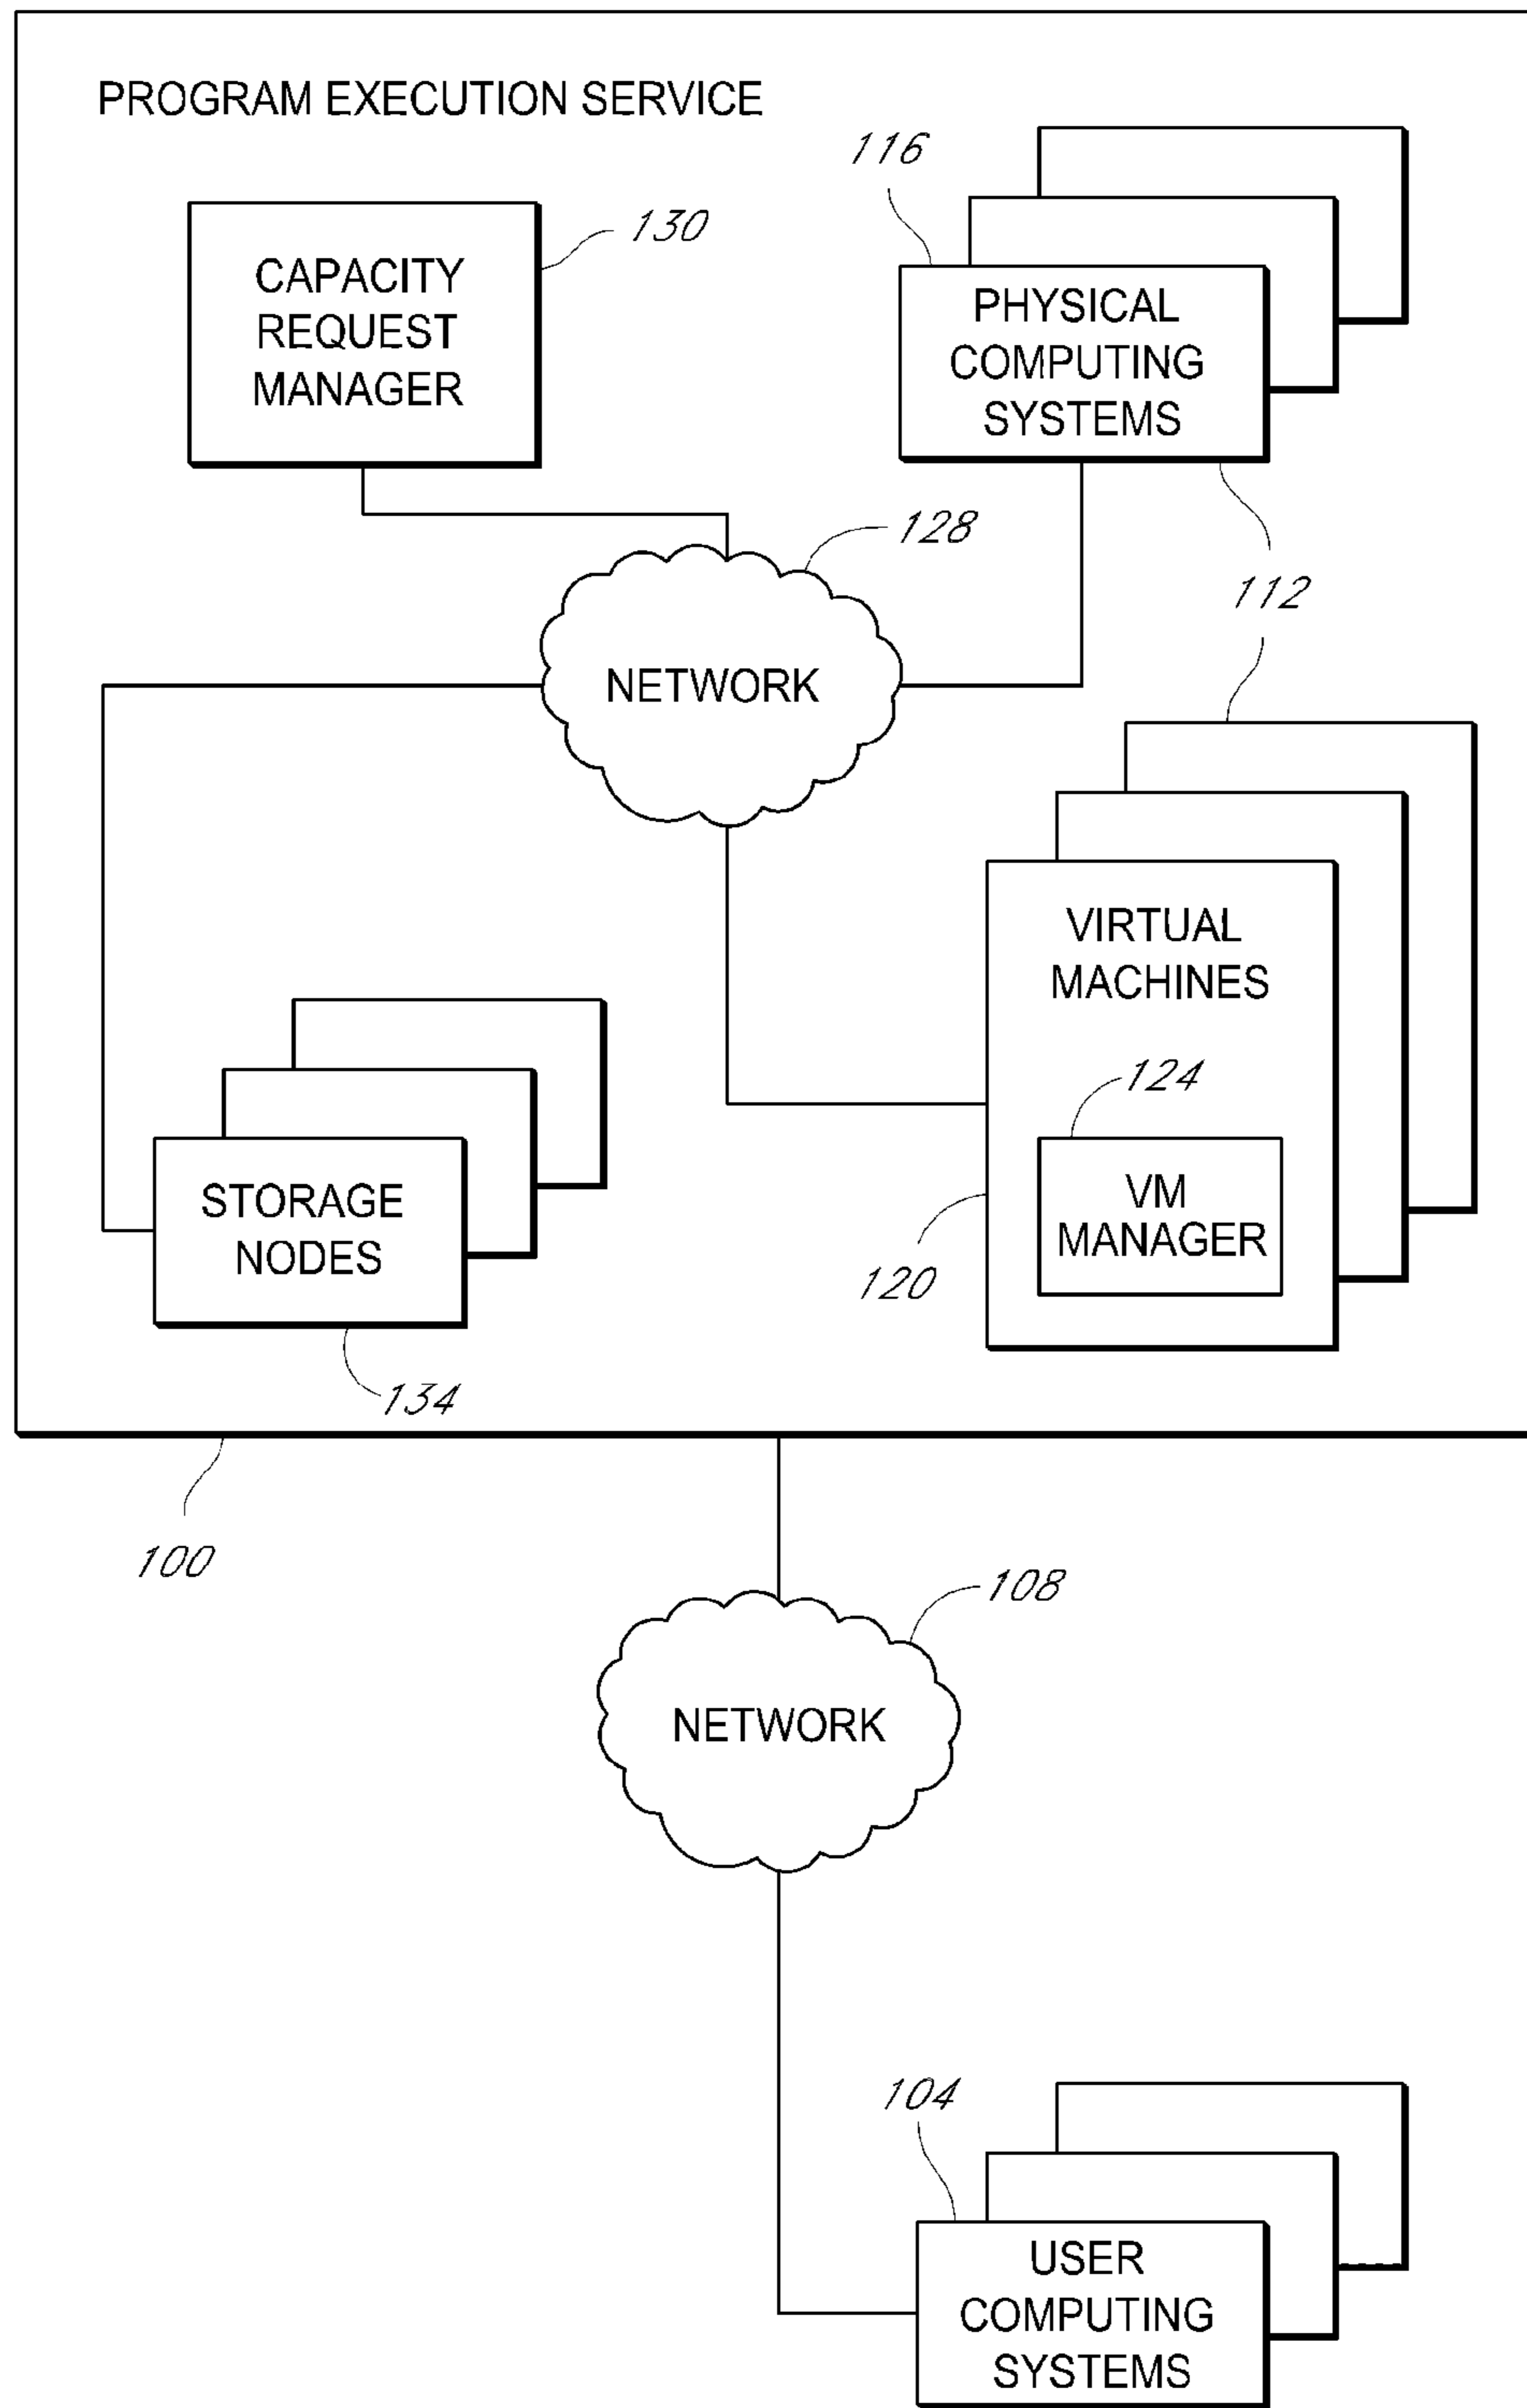 PROGRAM EXECUTION SERVICE
116
130
CAPACITY
REQUEST
MANAGER
PHYSICAL
COMPUTING
SYSTEMS
128
112
NETWORK
VIRTUAL
MACHINES
124
VM
MANAGER
120
STORAGE
NODES
134
100
108
NETWORK
104
USER
COMPUTING
SYSTEMS